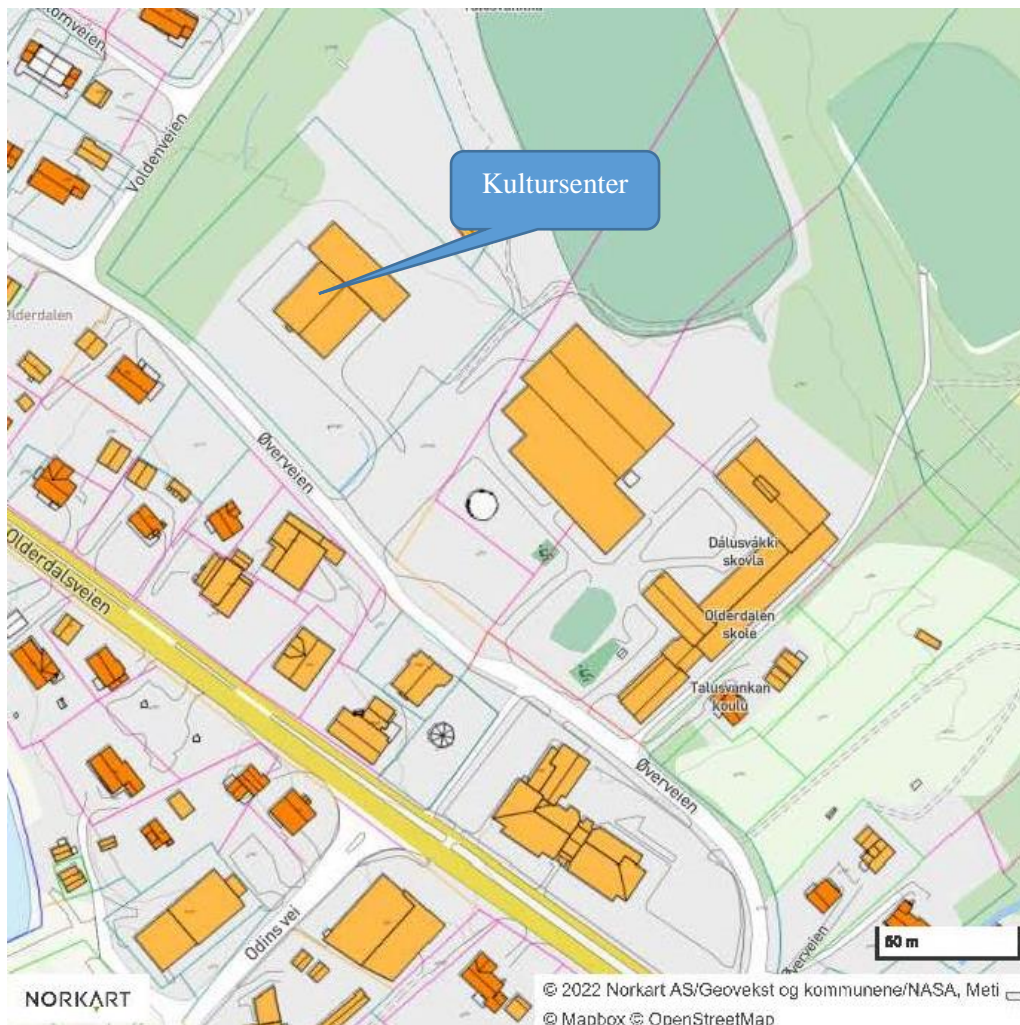 Voldenveien
Kultursenter
Olderdalen
Øverveien
Olderdalsveien
Dálusvákki
skovla
Olderdalen
skole
Talusvankan
koulu
Øverveien
Odins vei
Øverveien
50 m
NORKART
© 2022 Norkart AS/Geovekst og kommunene/NASA, Meti
© Mapbox © OpenStreetMap